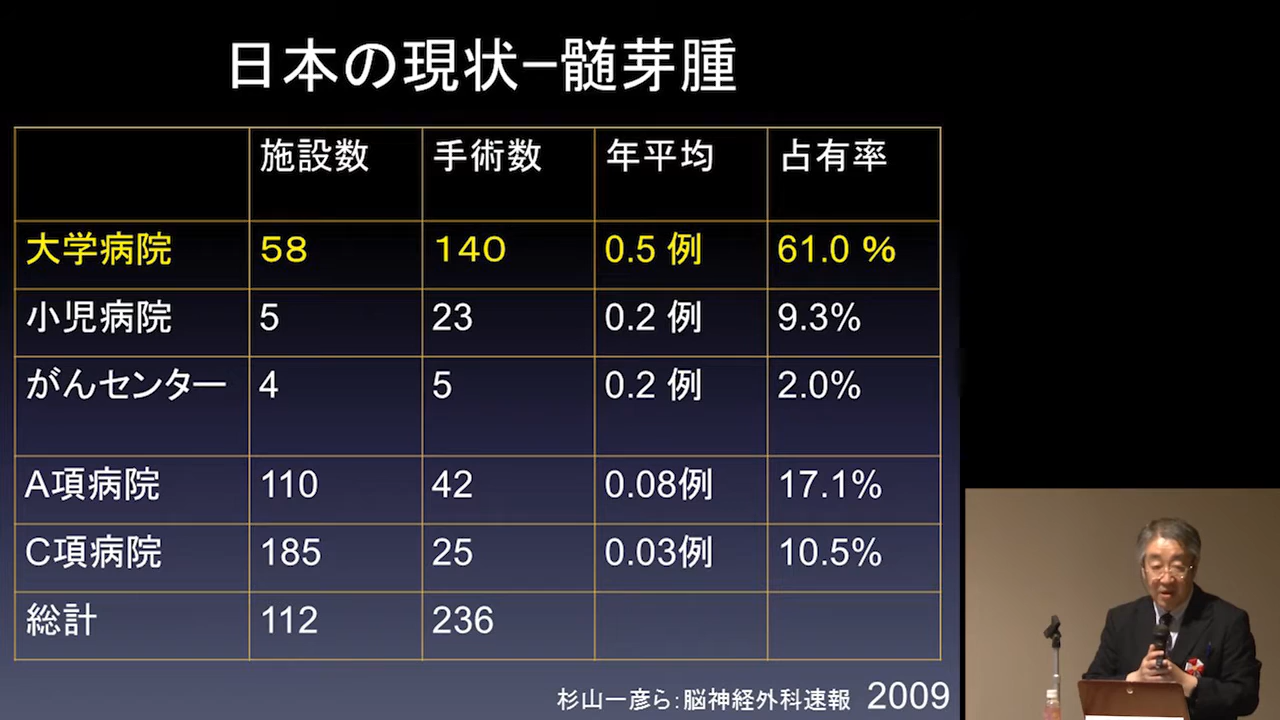 日本の現状−髄芽腫
施設数 手術数 年平均 占有率
大学病院 58 140 0.5 例 61.0 %
小児病院 5 23 0.2 例 9.3%
がんセンター 4 5 0.2 例 2.0%
A項病院 110 42 0.08例 17.1%
C項病院 185 25 0.03例 10.5%
総計 112 236
杉山一彦ら:脳神経外科速報 2009